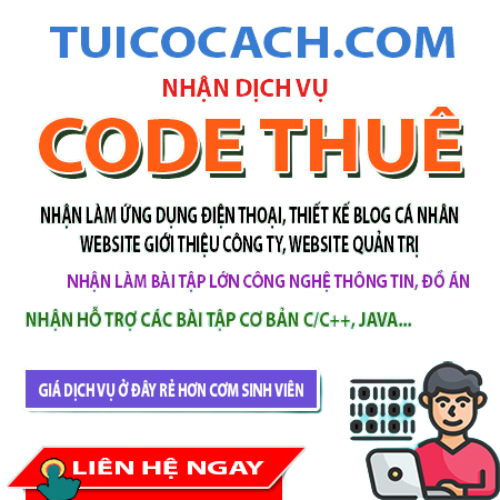 TUICOCACH.COM
NHẬN DỊCH VỤ
CODE THUÊ
NHẬN LÀM ỨNG DỤNG ĐIỆN THOẠI, THIẾT KẾ BLOG CÁ NHÂN
WEBSITE GIỚI THIỆU CÔNG TY, WEBSITE QUẢN TRỊ
NHẬN LÀM BÀI TẬP LỚN CÔNG NGHỆ THÔNG TIN, ĐỒ ÁN
NHẬN HỖ TRỢ CÁC BÀI TẬP CƠ BẢN C/C++, JAVA...
GIÁ DỊCH VỤ Ở ĐÂY RẺ HƠN CƠM SINH VIÊN
LIÊN HỆ NGAY